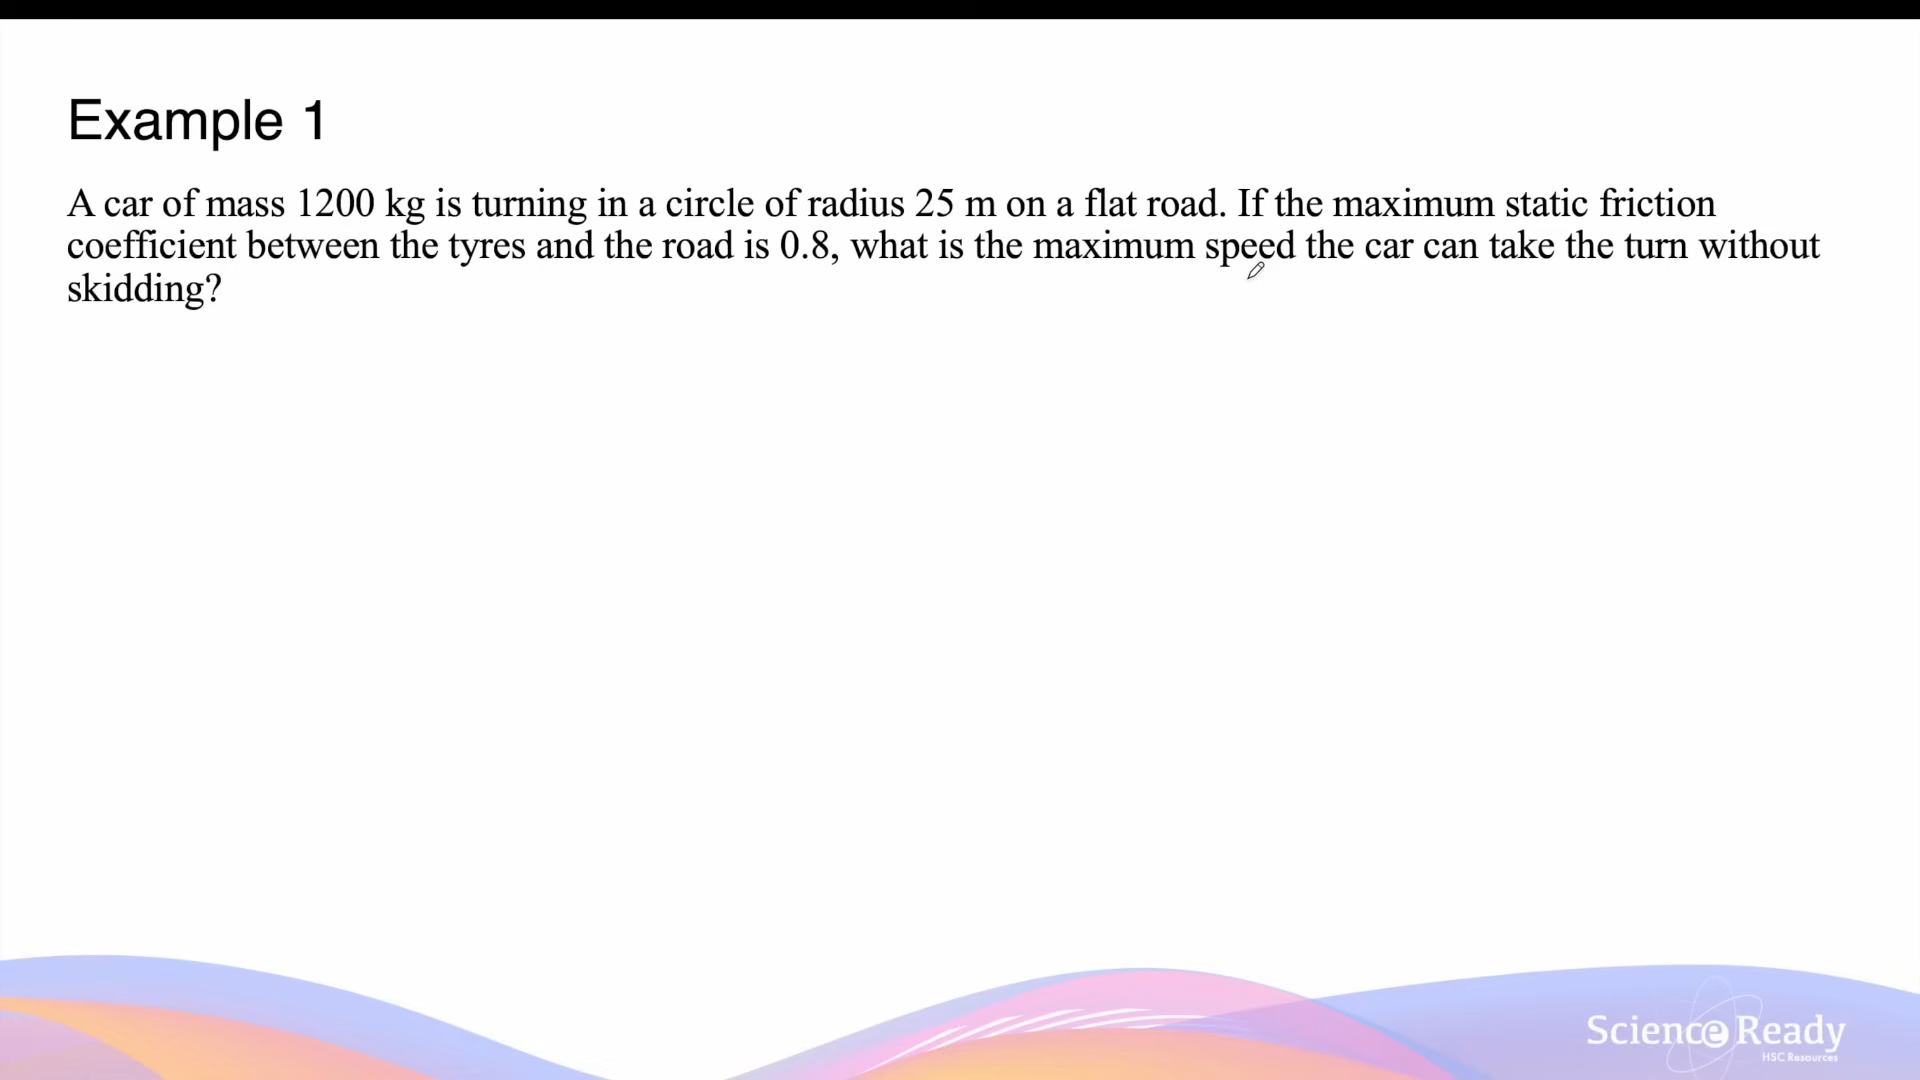 Example 1
A car of mass 1200 kg is turning in a circle of radius 25 m on a flat road. If the maximum static friction
coefficient between the tyres and the road is 0.8, what is the maximum speed the car can take the turn without
skidding?
Science Ready
HSC Resources